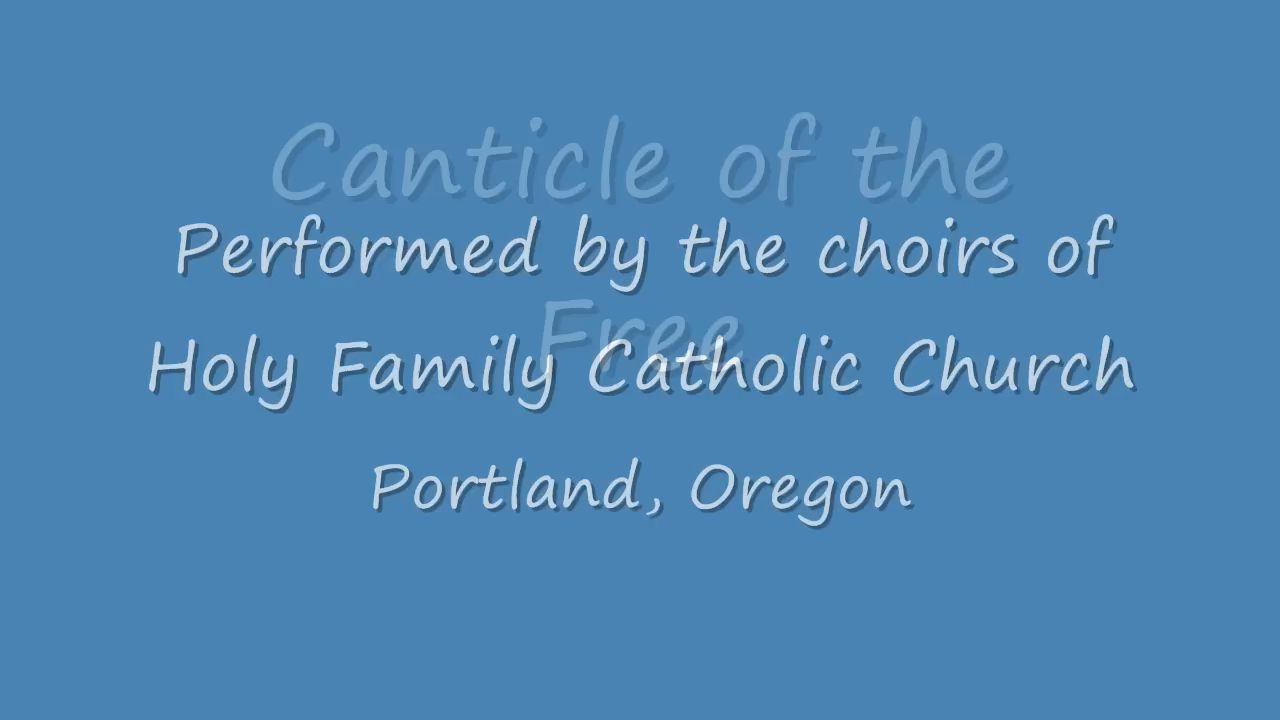 Canticle of the
Performed by the choirs of
Free
Holy Family Catholic Church
Portland, Oregon